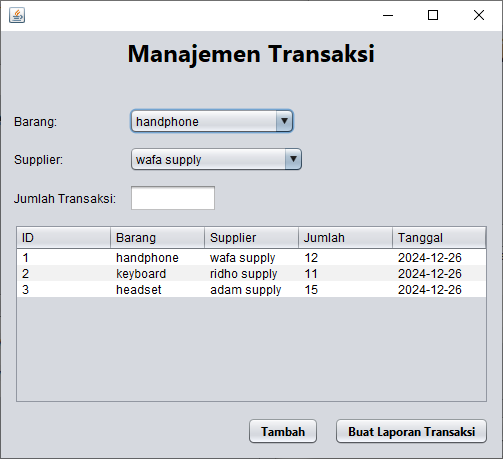 Manajemen Transaksi
Barang: handphone
Supplier: wafa supply
Jumlah Transaksi:
ID Barang Supplier Jumlah Tanggal
1 handphone wafa supply 12 2024-12-26
2 keyboard ridho supply 11 2024-12-26
3 headset adam supply 15 2024-12-26
Tambah Buat Laporan Transaksi